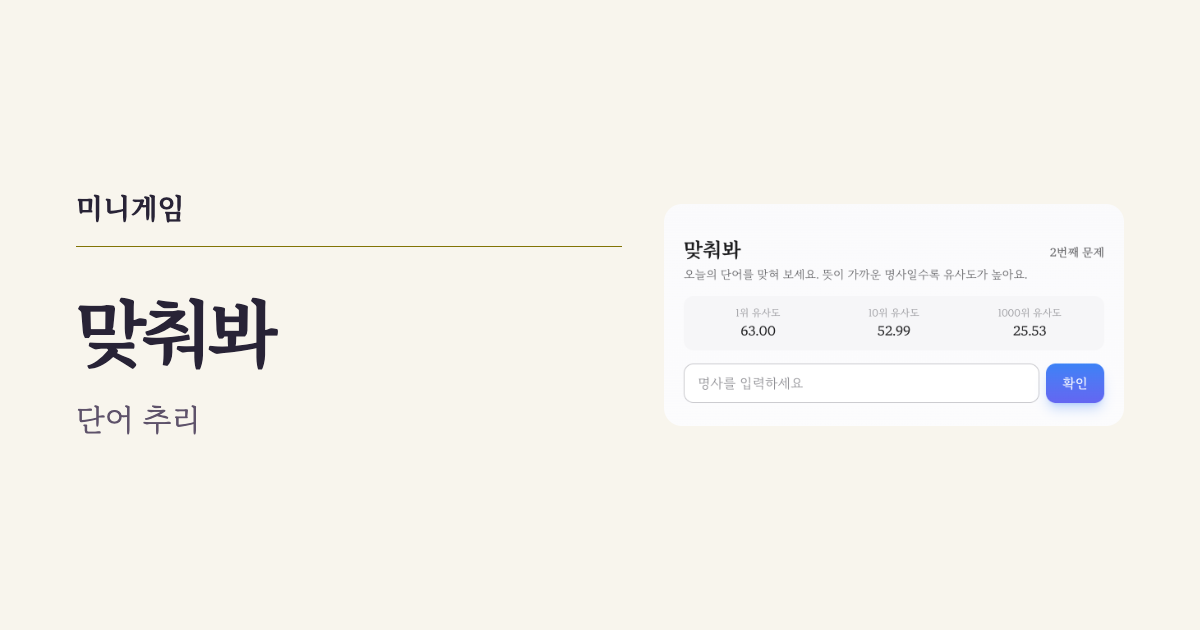 미니게임
맞춰봐
단어 추리
맞춰봐
2번째 문제
오늘의 단어를 맞혀 보세요. 뜻이 가까운 명사일수록 유사도가 높아요.
1위 유사도
10위 유사도
1000위 유사도
63.00
52.99
25.53
명사를 입력하세요
확인